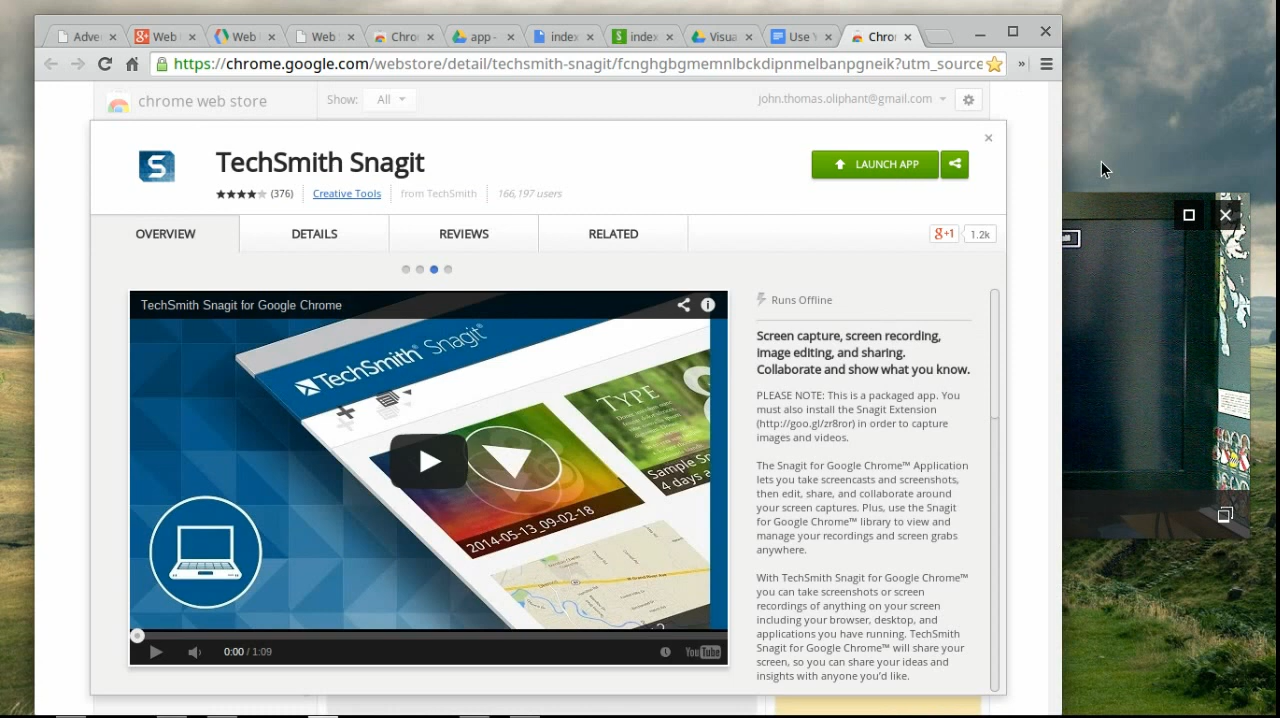 Adve
Web
Web
Web
Chro
app -
index
index
Visua
Use Y
Chro
https://chrome.google.com/webstore/detail/techsmith-snagit/fcnghgbgmemnlbckdipnmelbanpgneik?utm_source
chrome web store
Show:
All
john.thomas.oliphant@gmail.com
TechSmith Snagit
LAUNCH APP
(376)
Creative Tools
from TechSmith
166,197 users
OVERVIEW
DETAILS
REVIEWS
RELATED
g+1
1.2k
TechSmith Snagit for Google Chrome
TechSmith® Snagit®
TYPE
Sample Sn
4 days a
2014-05-13_09-02-18
0:00 / 1:09
YouTube
Runs Offline
Screen capture, screen recording,
image editing, and sharing.
Collaborate and show what you know.
PLEASE NOTE: This is a packaged app. You
must also install the Snagit Extension
(http://goo.gl/zr8ror) in order to capture
images and videos.
The Snagit for Google Chrome™ Application
lets you take screencasts and screenshots,
then edit, share, and collaborate around
your screen captures. Plus, use the Snagit
for Google Chrome™ library to view and
manage your recordings and screen grabs
anywhere.
With TechSmith Snagit for Google Chrome™
you can take screenshots or screen
recordings of anything on your screen
including your browser, desktop, and
applications you have running. TechSmith
Snagit for Google Chrome™ will share your
screen, so you can share your ideas and
insights with anyone you'd like.